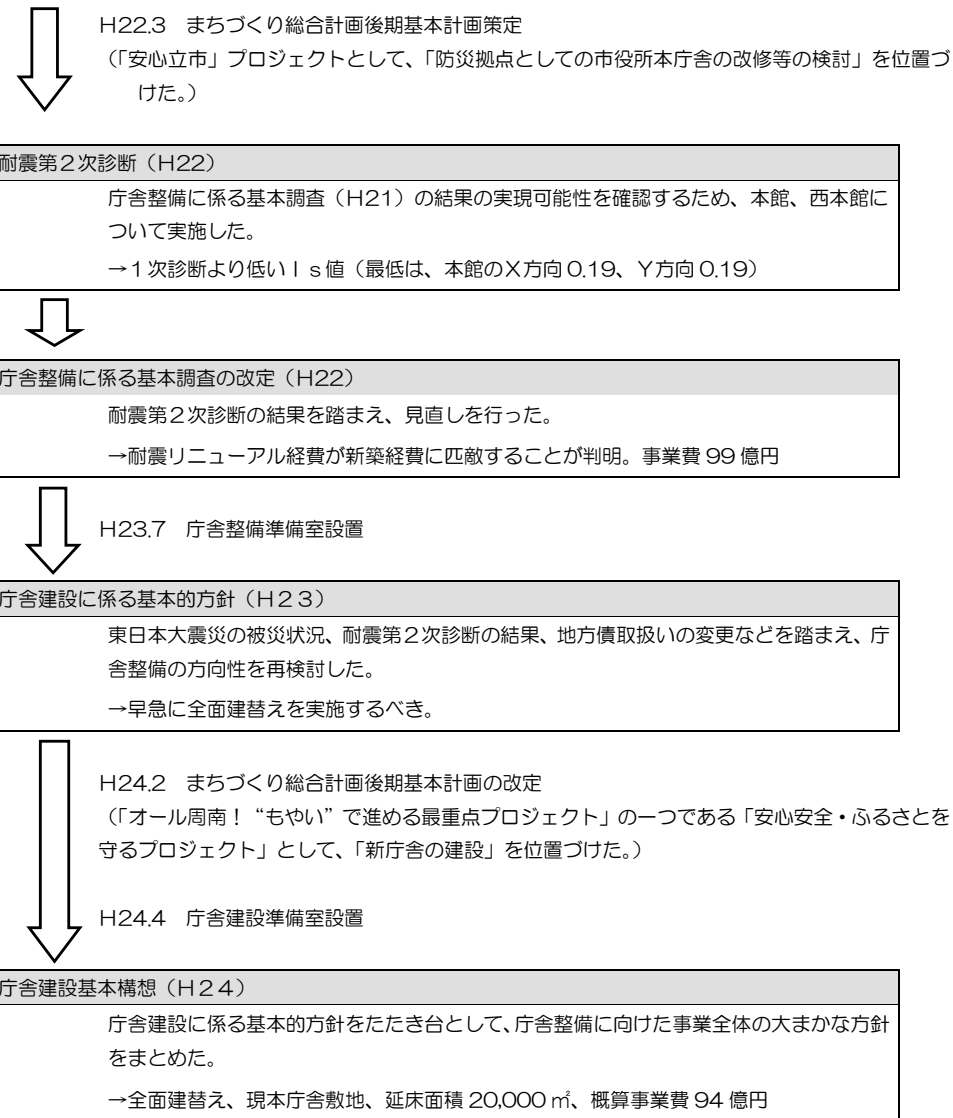 H22.3 まちづくり総合計画後期基本計画策定
（「安心立市」プロジェクトとして、「防災拠点としての市役所本庁舎の改修等の検討」を位置づ
けた。）
耐震第２次診断（H22）
庁舎整備に係る基本調査（H21）の結果の実現可能性を確認するため、本館、西本館に
ついて実施した。
→１次診断より低いＩｓ値（最低は、本館のX方向 0.19、Y方向 0.19）
庁舎整備に係る基本調査の改定（H22）
耐震第２次診断の結果を踏まえ、見直しを行った。
→耐震リニューアル経費が新築経費に匹敵することが判明。事業費 99 億円
H23.7 庁舎整備準備室設置
庁舎建設に係る基本的方針（H２３）
東日本大震災の被災状況、耐震第２次診断の結果、地方債取扱いの変更などを踏まえ、庁
舎整備の方向性を再検討した。
→早急に全面建替えを実施するべき。
H24.2 まちづくり総合計画後期基本計画の改定
（「オール周南！“もやい”で進める最重点プロジェクト」の一つである「安心安全・ふるさとを
守るプロジェクト」として、「新庁舎の建設」を位置づけた。）
H24.4 庁舎建設準備室設置
庁舎建設基本構想（H２４）
庁舎建設に係る基本的方針をたたき台として、庁舎整備に向けた事業全体の大まかな方針
をまとめた。
→全面建替え、現本庁舎敷地、延床面積 20,000 ㎡、概算事業費 94 億円